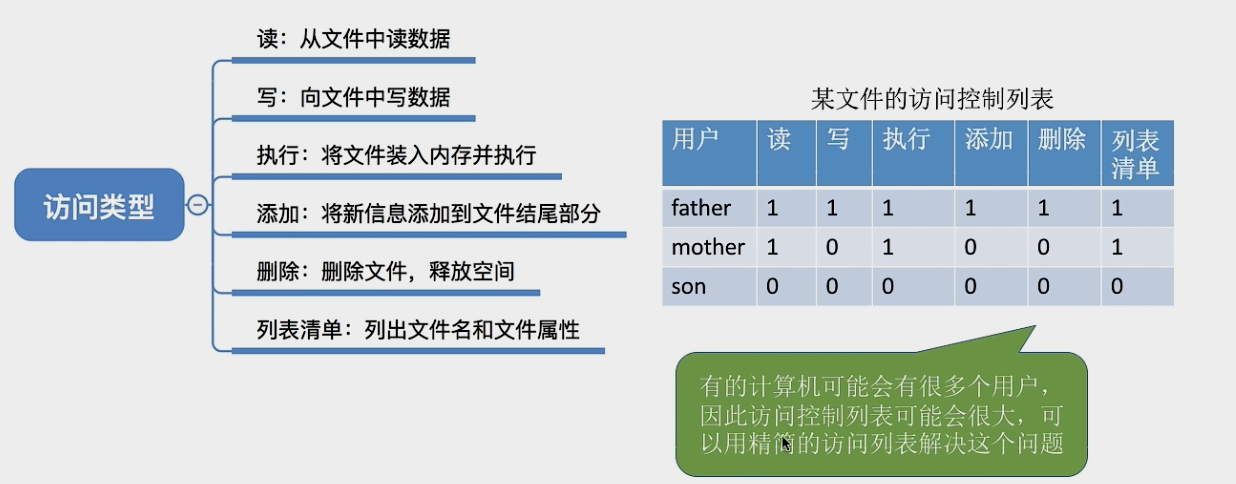 访问类型
读：从文件中读数据
写：向文件中写数据
执行：将文件装入内存并执行
添加：将新信息添加到文件结尾部分
删除：删除文件，释放空间
列表清单：列出文件名和文件属性
某文件的访问控制列表
用户 读 写 执行 添加 删除 列表
清单
father 1 1 1 1 1 1
mother 1 0 1 0 0 1
son 0 0 0 0 0 0
有的计算机可能会有很多个用户，
因此访问控制列表可能会很大，可
以用精简的访问列表解决这个问题